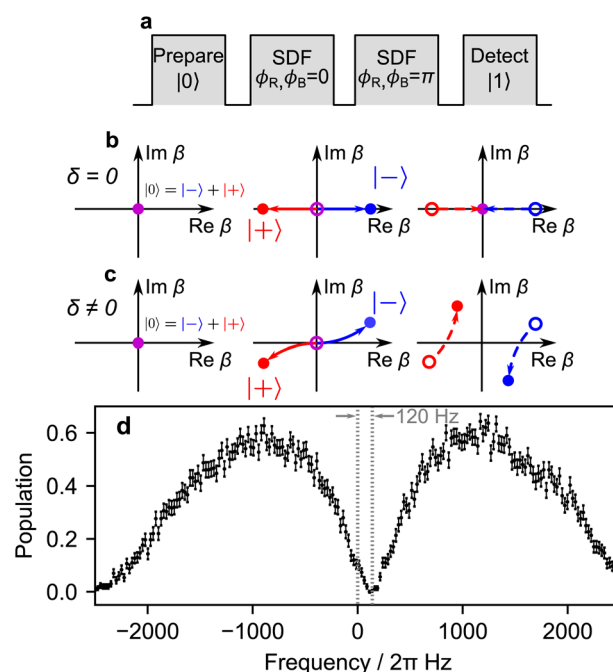 a
Prepare
|0⟩
SDF
ϕR,ϕB=0
SDF
ϕR,ϕB=π
Detect
|1⟩
b
δ = 0
Im β
|0⟩ = |−⟩ + |+⟩
Re β
Im β
|−⟩
|+⟩
Re β
Im β
Re β
c
δ ≠ 0
Im β
|0⟩ = |−⟩ + |+⟩
Re β
Im β
|−⟩
|+⟩
Re β
Im β
Re β
d
120 Hz
Population
0.6
0.4
0.2
0.0
−2000
−1000
0
1000
2000
Frequency / 2π Hz